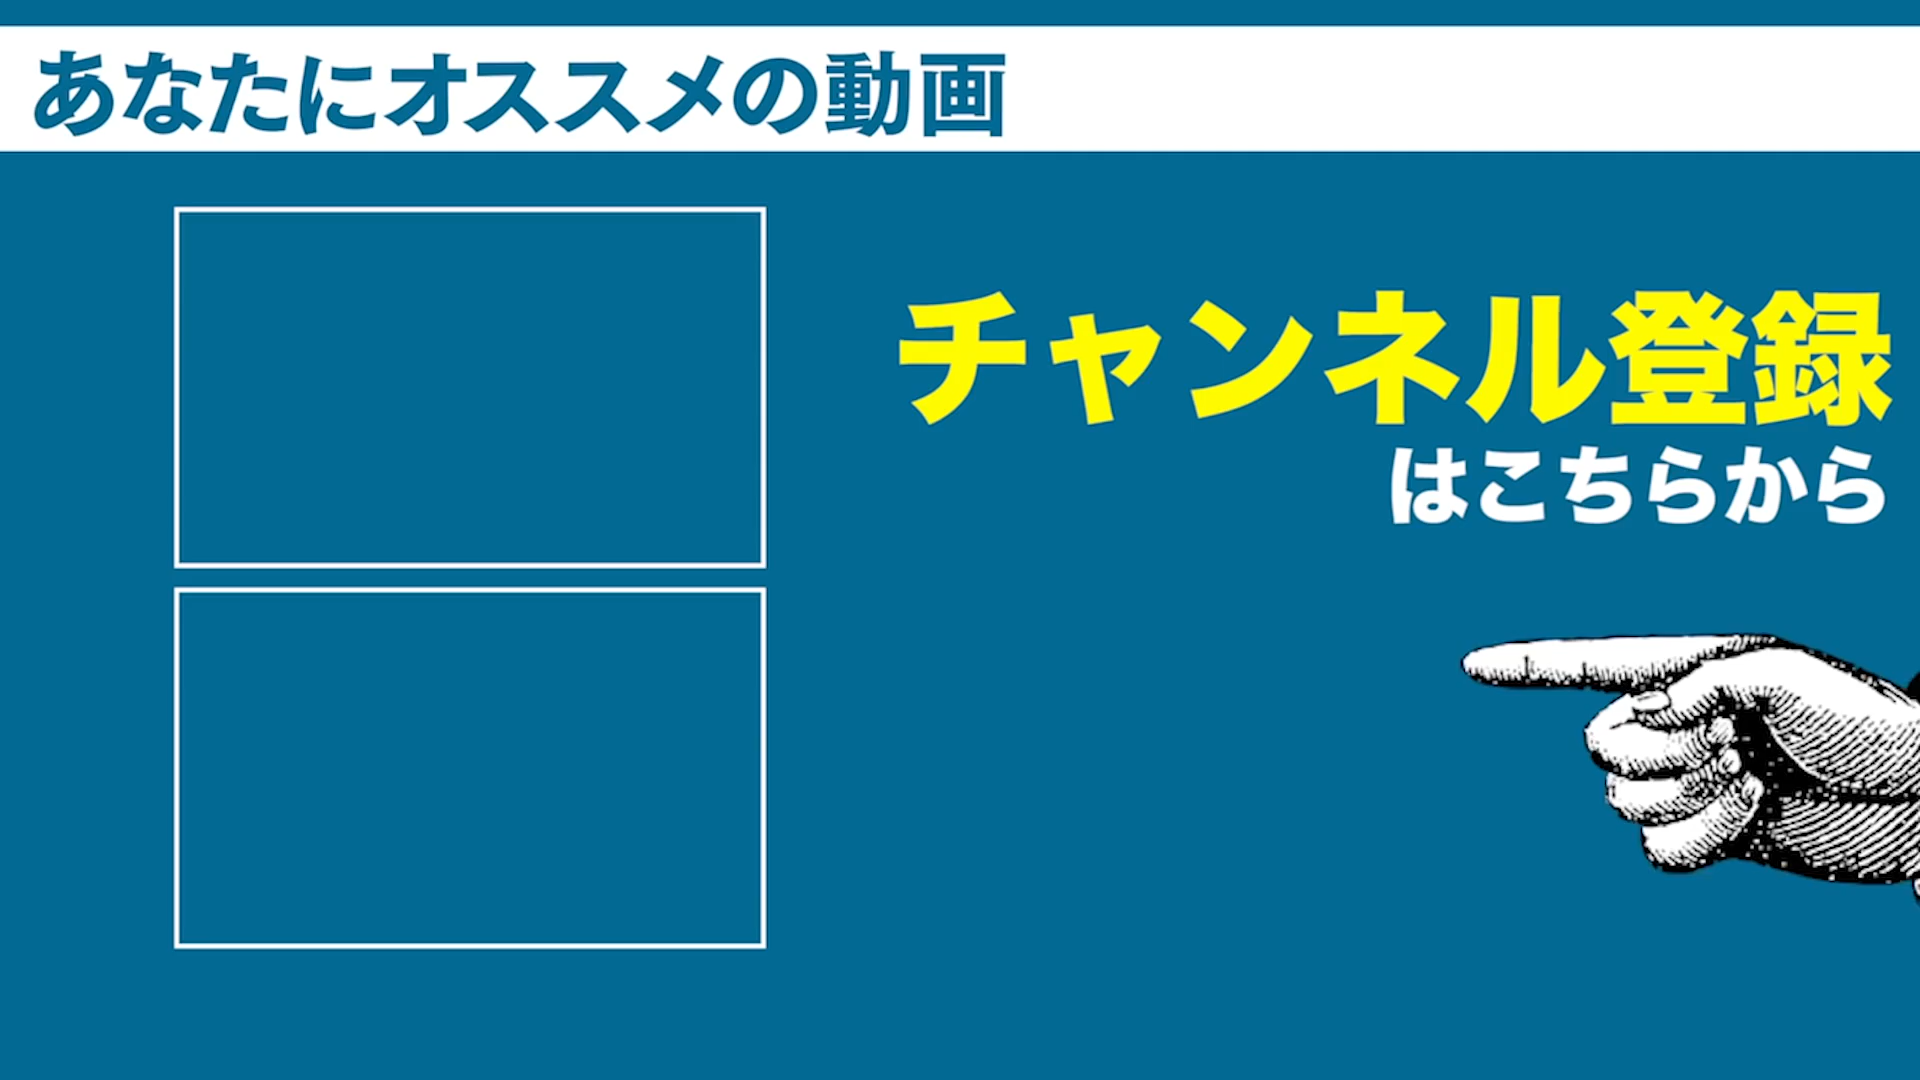 あなたにオススメの動画
チャンネル登録
はこちらから